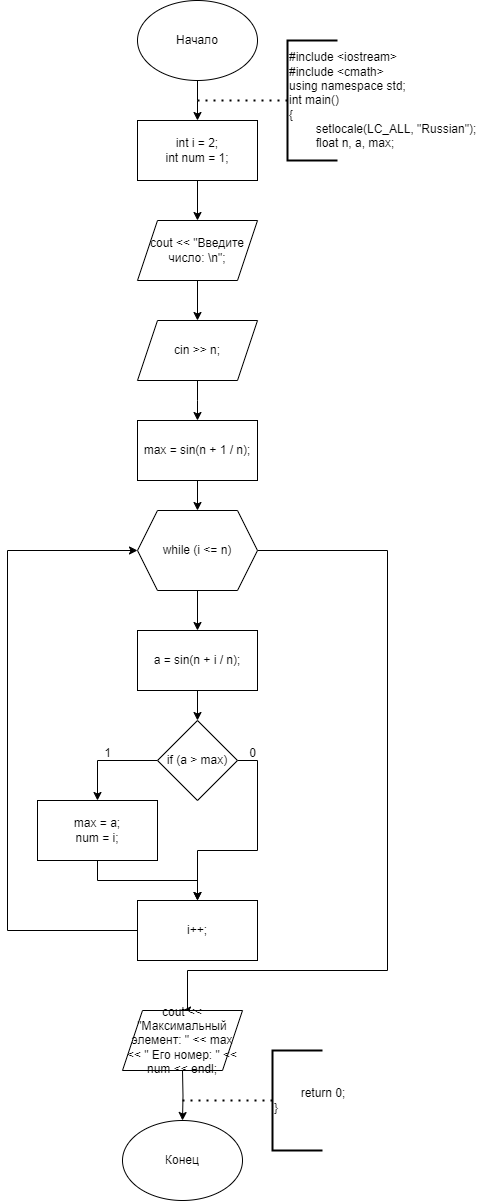 Начало
#include <iostream>
#include <cmath>
using namespace std;
int main()
{
setlocale(LC_ALL, "Russian");
float n, a, max;
int i = 2;
int num = 1;
cout << "Введите
число: \n";
cin >> n;
max = sin(n + 1 / n);
while (i <= n)
a = sin(n + i / n);
if (a > max)
1
0
max = a;
num = i;
i++;
cout <<
"Максимальный
элемент: " << max
<< " Его номер: " <<
num << endl;
return 0;
}
Конец